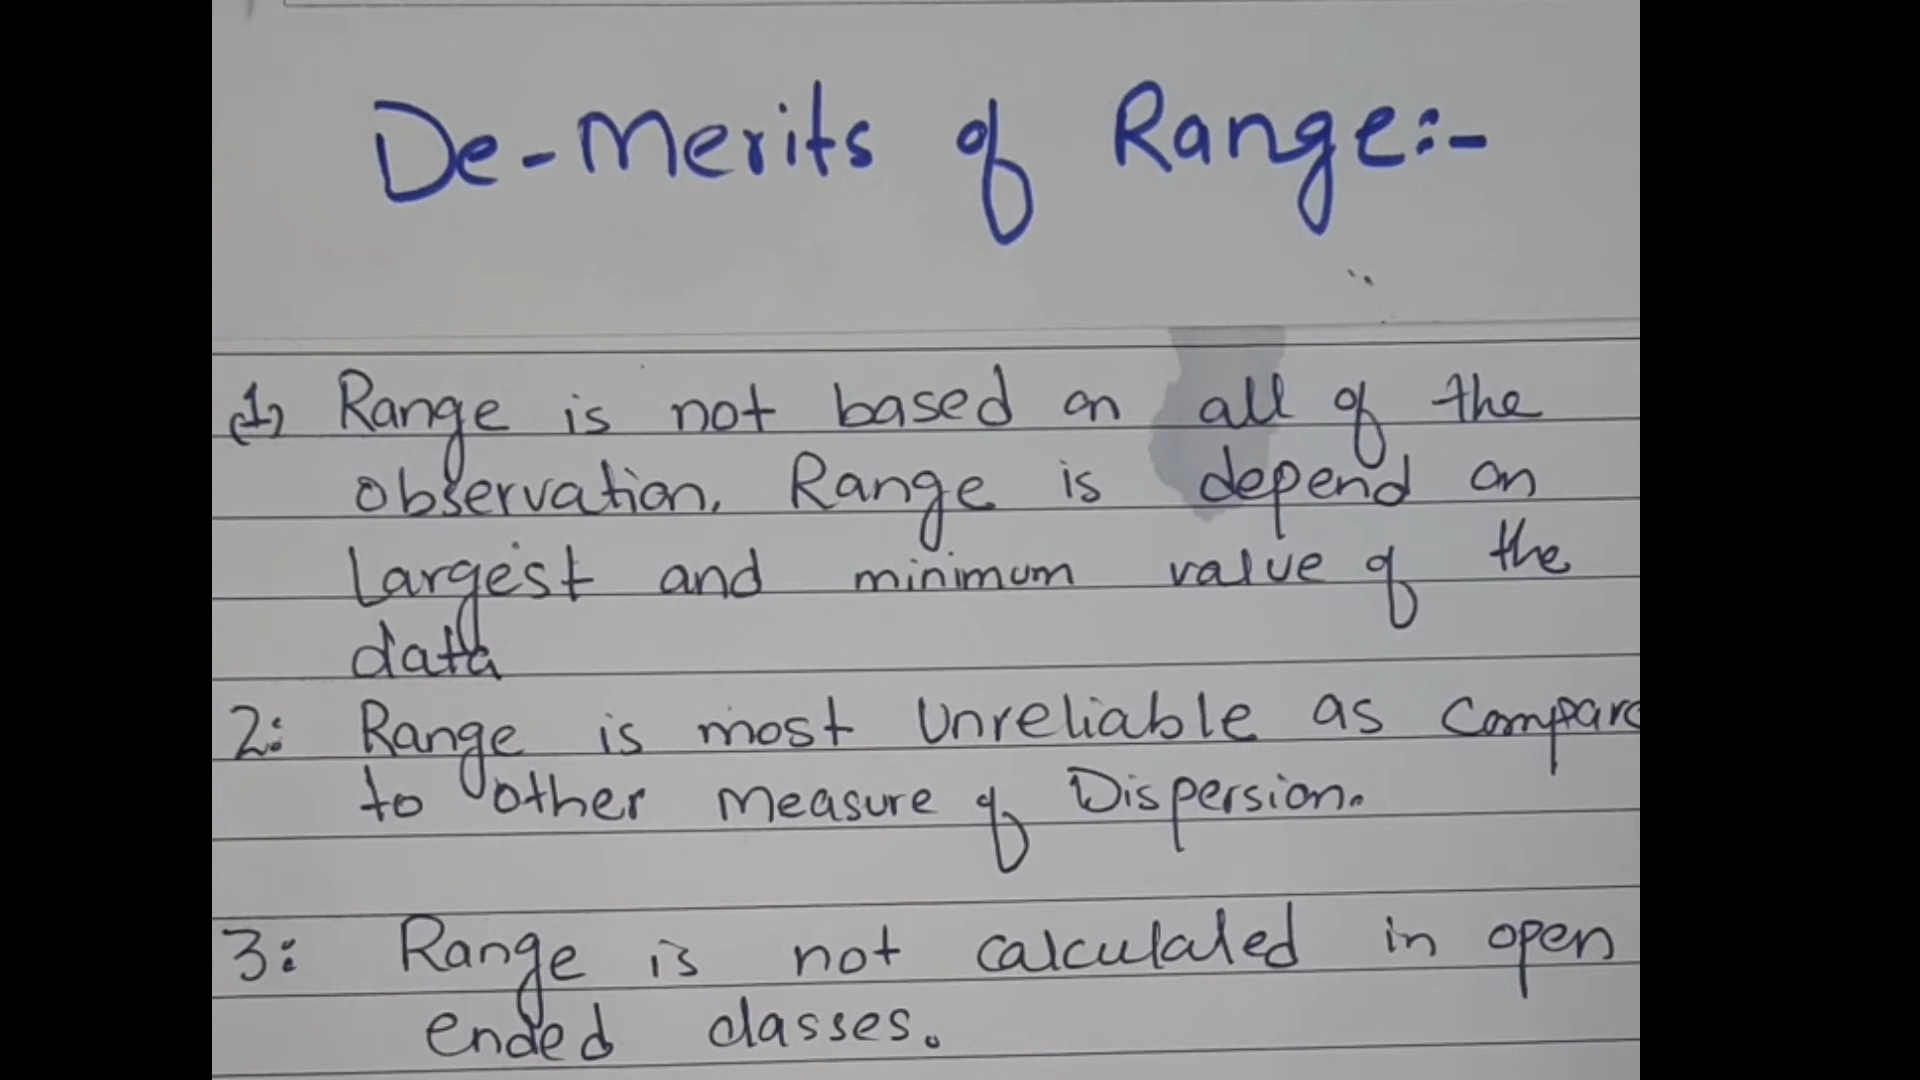 De-Merits of Range:-
(1) Range is not based on all of the
observation. Range is depend on
Largest and minimum value of the
data
2: Range is most Unreliable as Compare
to other measure of Dispersion.
3: Range is not calculated in open
ended classes.